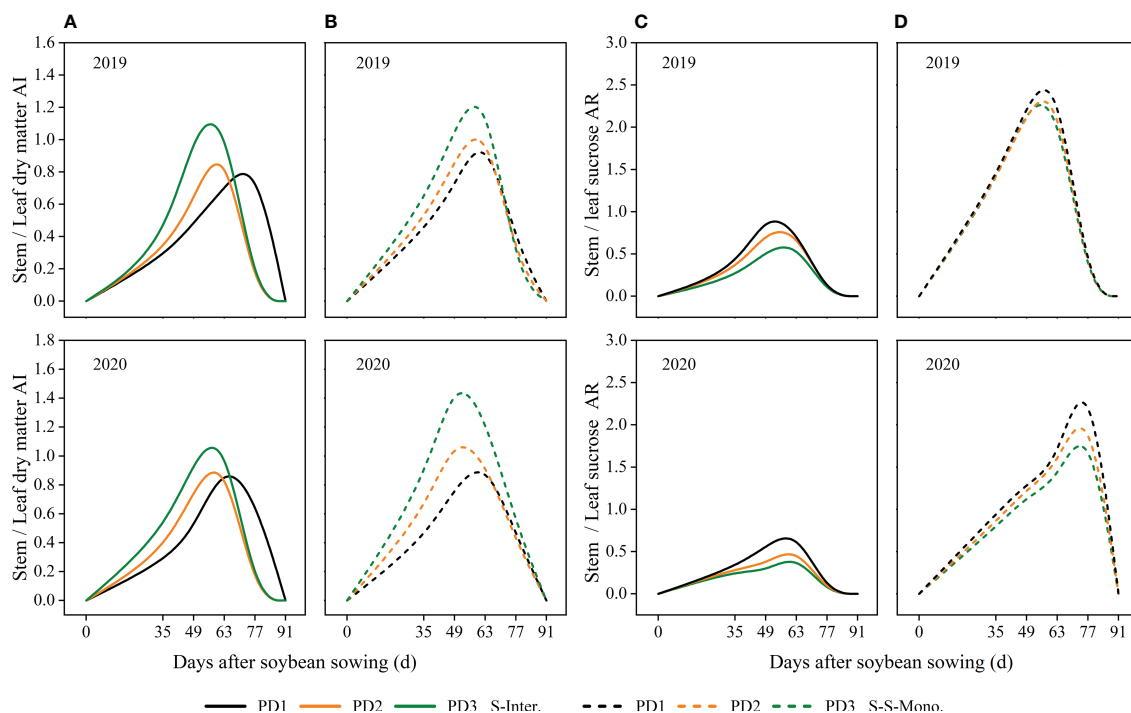 A
B
C
D
Stem / Leaf dry matter AI
1.6
1.4
1.2
1.0
0.8
0.6
0.4
0.2
0.0
2019
2019
Stem / leaf sucrose AR
3.0
2.5
2.0
1.5
1.0
0.5
0.0
2019
2019
Stem / Leaf dry matter AI
1.8
1.6
1.4
1.2
1.0
0.8
0.6
0.4
0.2
0.0
2020
0 35 49 63 77 91
2020
0 35 49 63 77 91
Stem / Leaf sucrose AR
3.0
2.5
2.0
1.5
1.0
0.5
0.0
2020
0 35 49 63 77 91
2020
0 35 49 63 77 91
Days after soybean sowing (d)
Days after soybean sowing (d)
PD1 PD2 PD3 S-Inter. PD1 PD2 PD3 S-S-Mono.